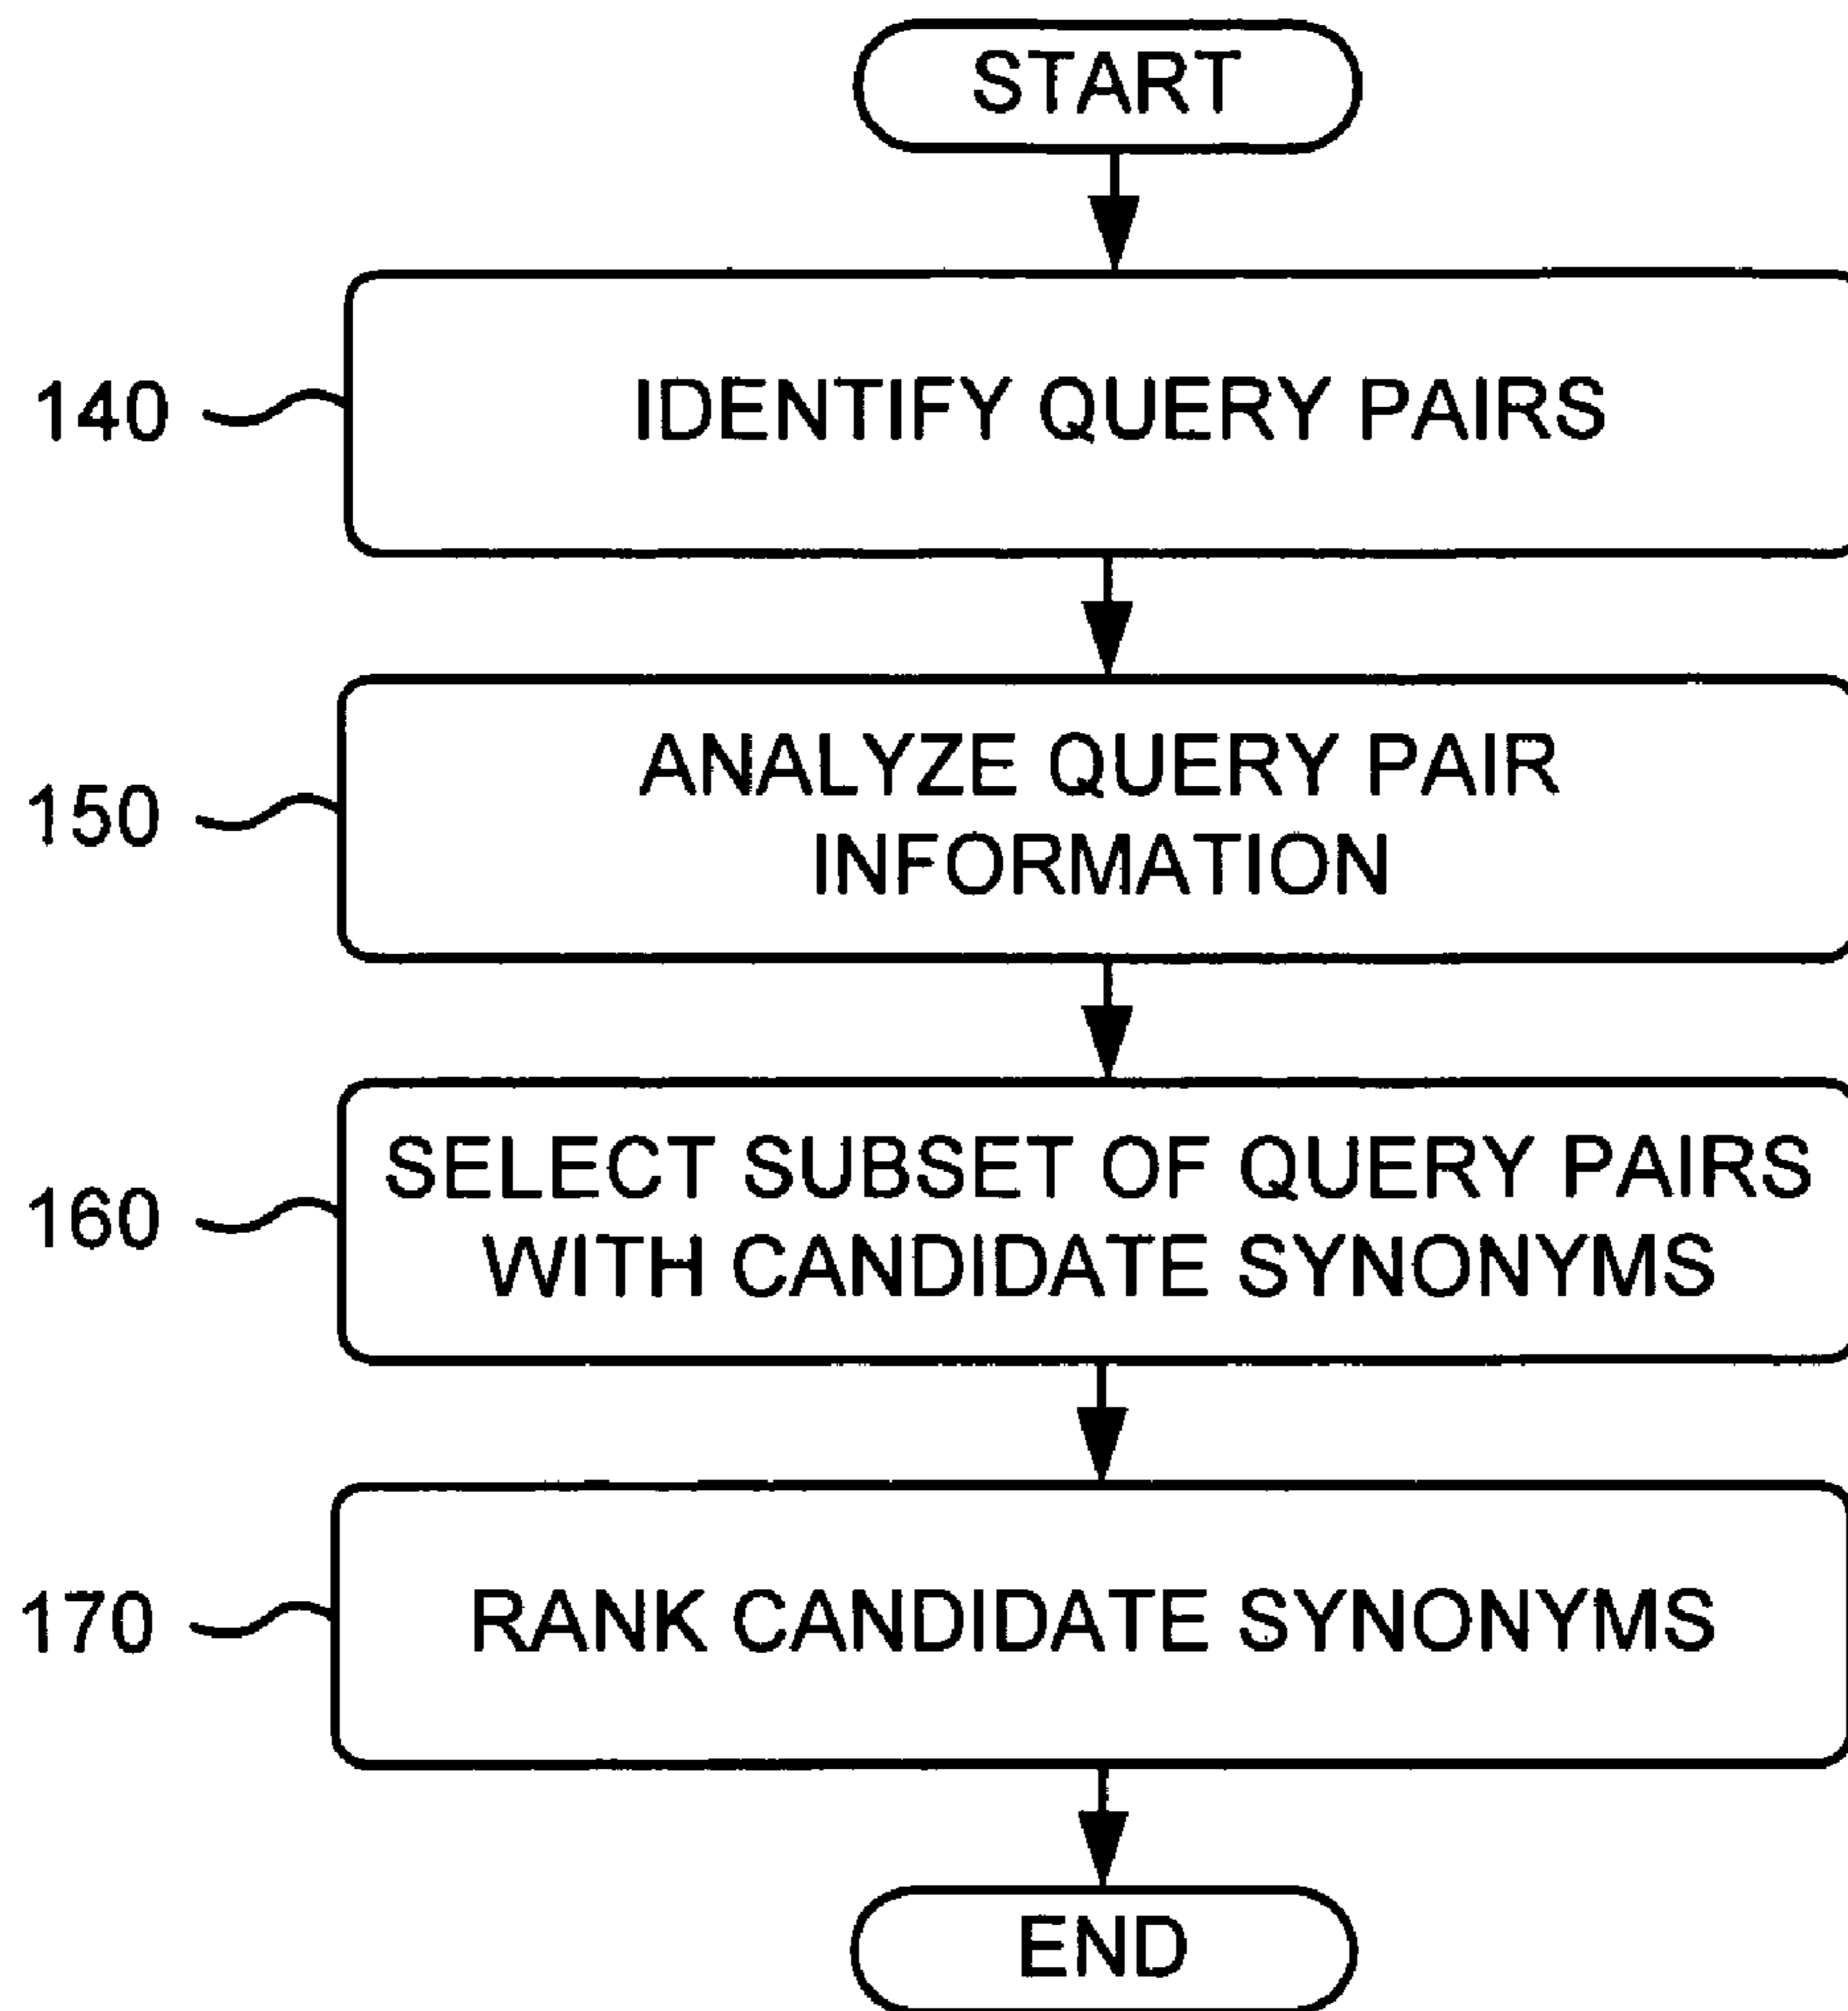 START
140
IDENTIFY QUERY PAIRS
150
ANALYZE QUERY PAIR
INFORMATION
160
SELECT SUBSET OF QUERY PAIRS
WITH CANDIDATE SYNONYMS
170
RANK CANDIDATE SYNONYMS
END